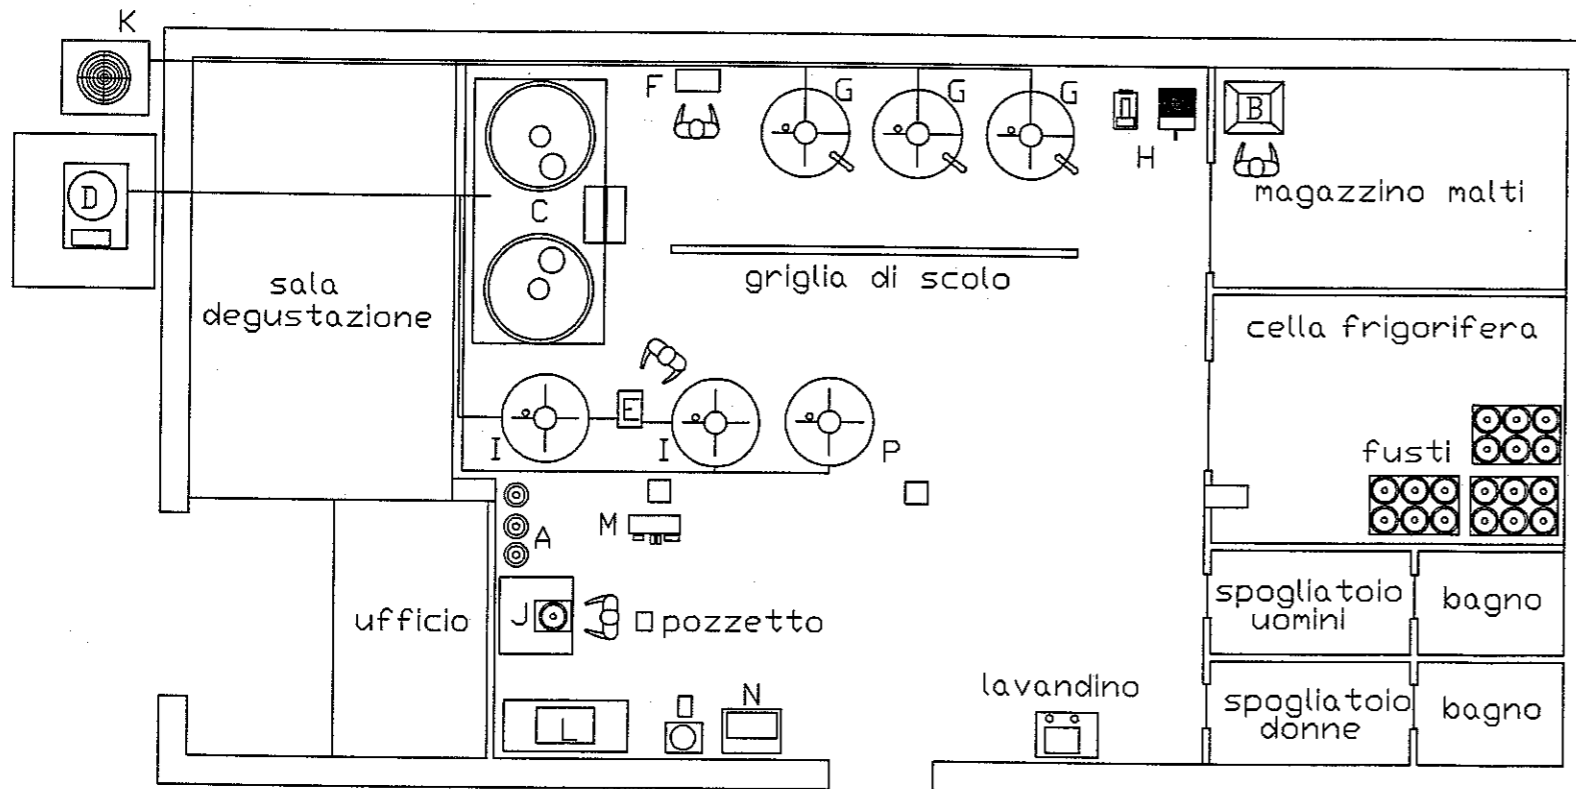 K
F
G
G
G
H
B
magazzino malti
D
C
griglia di scolo
sala
degustazione
cella frigorifera
E
I
I
P
fusti
A
M
J
ufficio
pozzetto
spogliatoio
uomini
bagno
lavandino
N
L
spogliatoio
donne
bagno